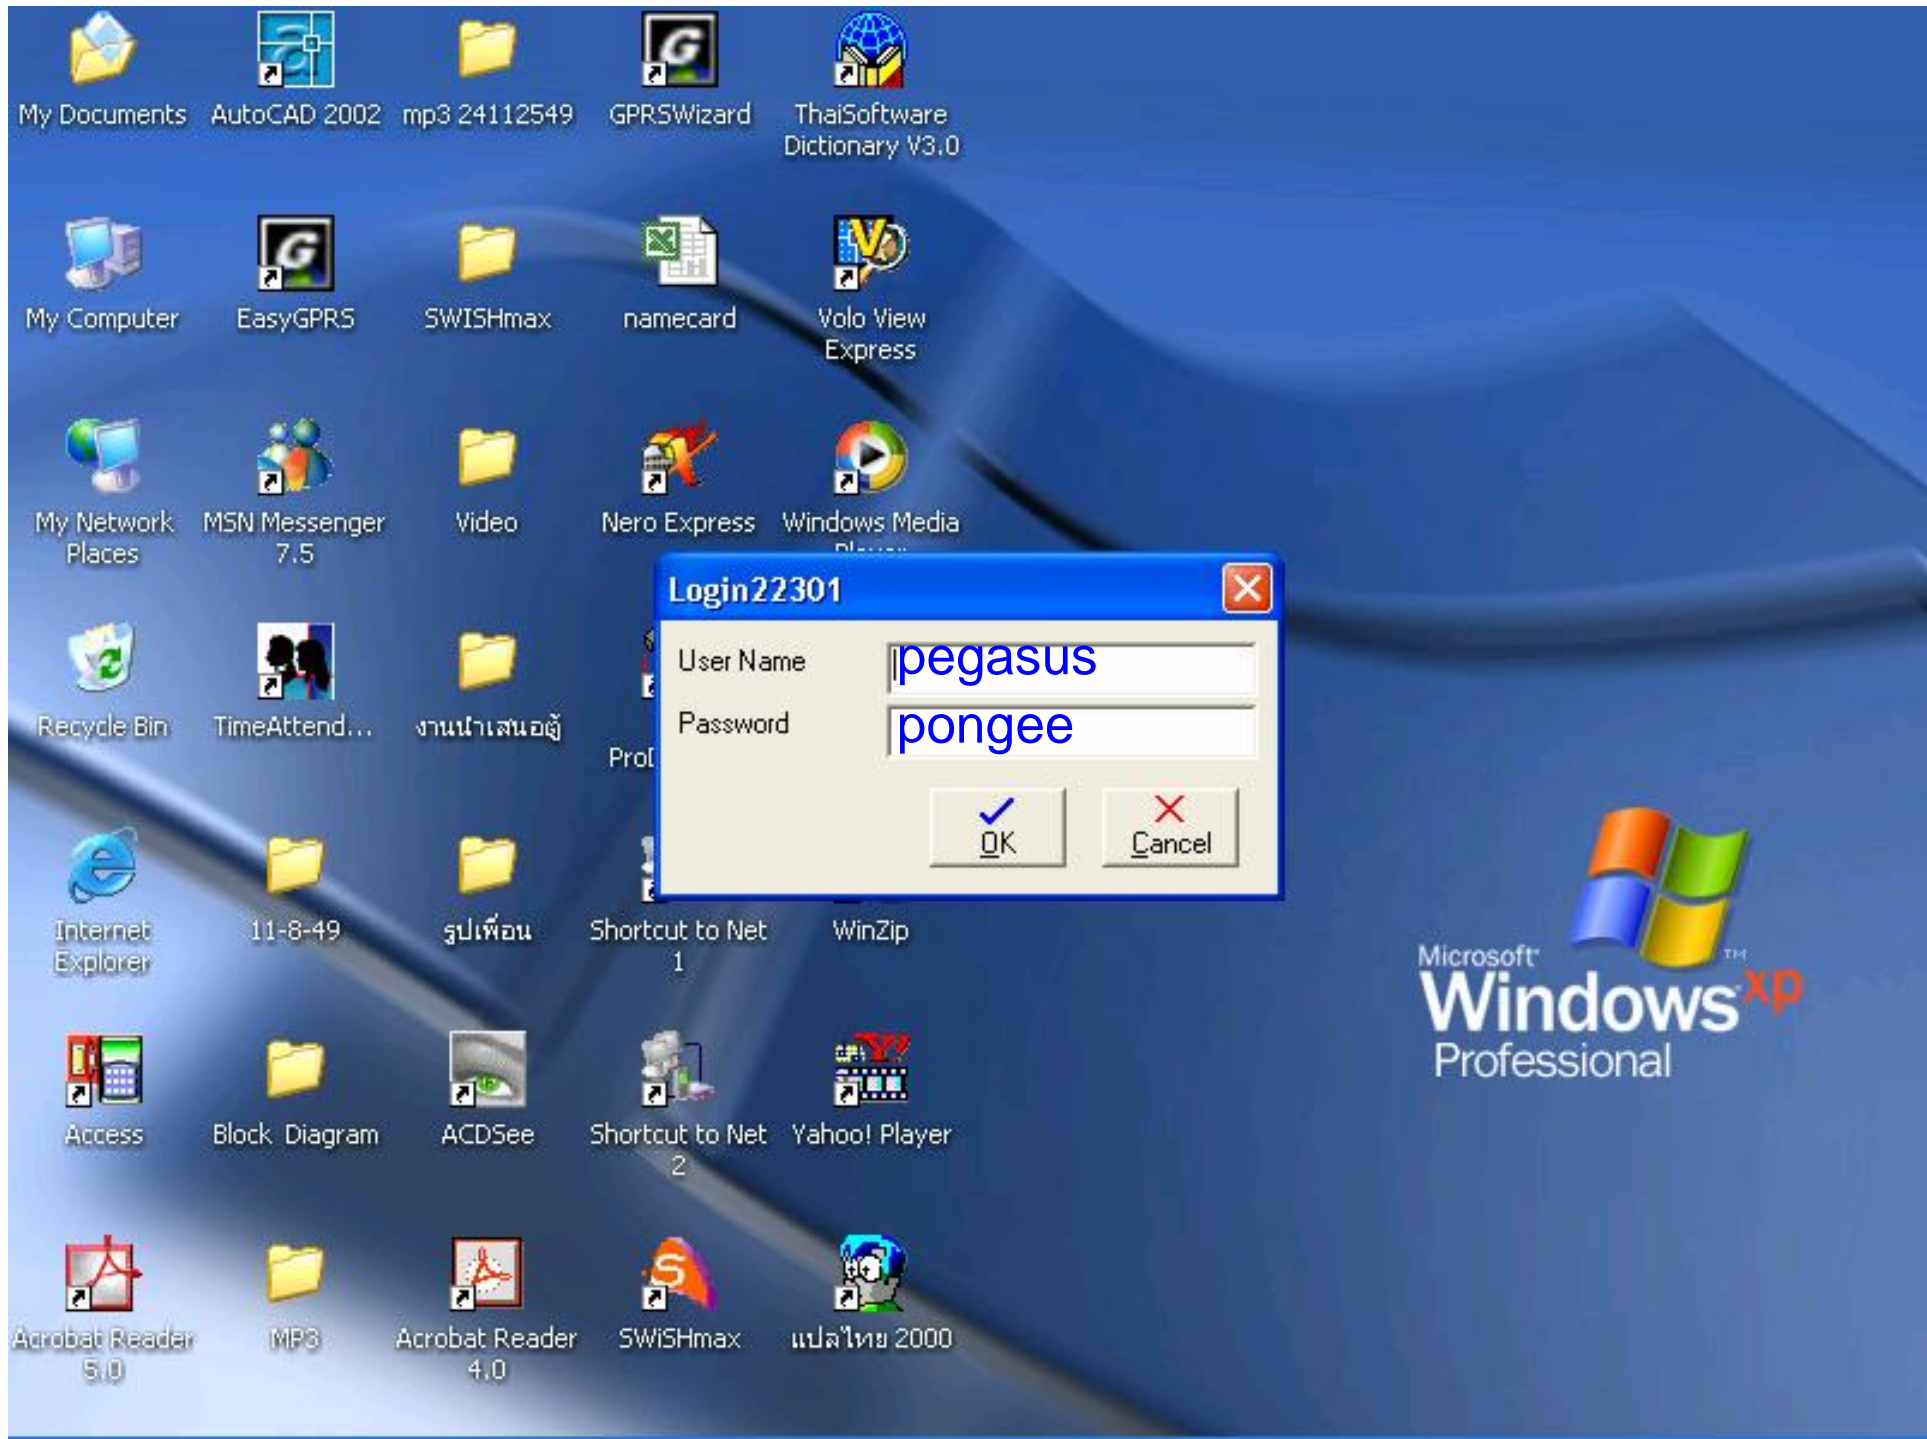 My Documents
AutoCAD 2002
mp3 24112549
GPRSWizard
ThaiSoftware
Dictionary V3.0
My Computer
EasyGPRS
SWISHmax
namecard
Volo View
Express
My Network
Places
MSN Messenger
7.5
Video
Nero Express
Windows Media
Login22301
User Name
pegasus
Password
pongee
OK
Cancel
Recycle Bin
TimeAttend...
งานนำเสนอผู้
Internet
Explorer
11-8-49
รูปเพื่อน
Shortcut to Net
1
WinZip
Microsoft
Windows xp
TM
Professional
Access
Block Diagram
ACDSee
Shortcut to Net
2
Yahoo! Player
Acrobat Reader
5.0
MP3
Acrobat Reader
4.0
SWiSHmax
แปลไทย 2000